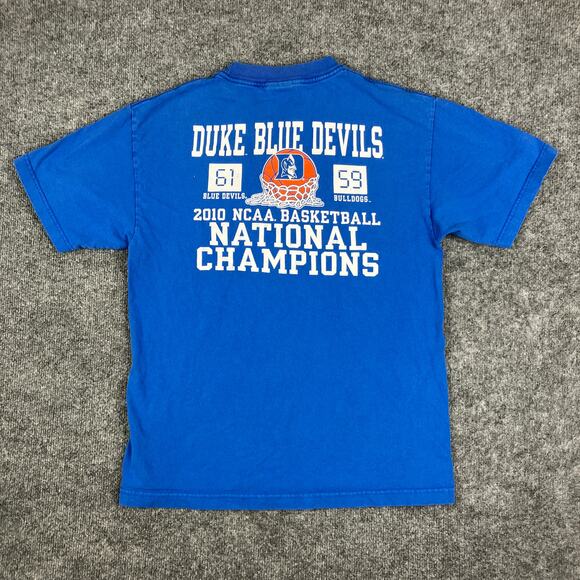 DUKE BLUE DEVILS
61 59
BLUE DEVILS BULLDOGS
2010 NCAA BASKETBALL
NATIONAL
CHAMPIONS